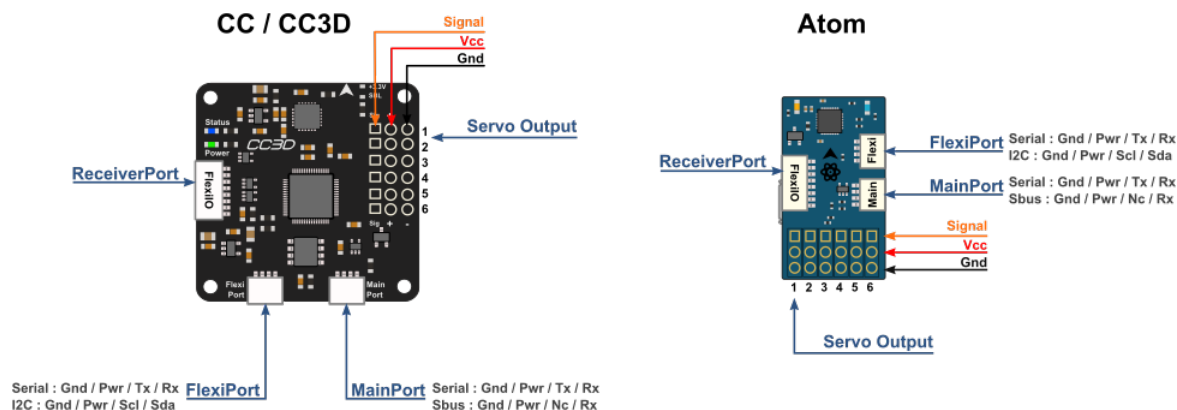 CC / CC3D
Signal
Vcc
Gnd
+3.3V
Status
Power
CC3D
1
2
3
4
5
6
Servo Output
ReceiverPort
FlexiIO
Sig + -
Flexi
Port
Main
Port
Serial : Gnd / Pwr / Tx / Rx
I2C : Gnd / Pwr / Scl / Sda
FlexiPort
MainPort
Serial : Gnd / Pwr / Tx / Rx
Sbus : Gnd / Pwr / Nc / Rx
Atom
ReceiverPort
FlexiIO
Flexi
Main
FlexiPort
Serial : Gnd / Pwr / Tx / Rx
I2C : Gnd / Pwr / Scl / Sda
MainPort
Serial : Gnd / Pwr / Tx / Rx
Sbus : Gnd / Pwr / Nc / Rx
Signal
Vcc
Gnd
1 2 3 4 5 6
Servo Output